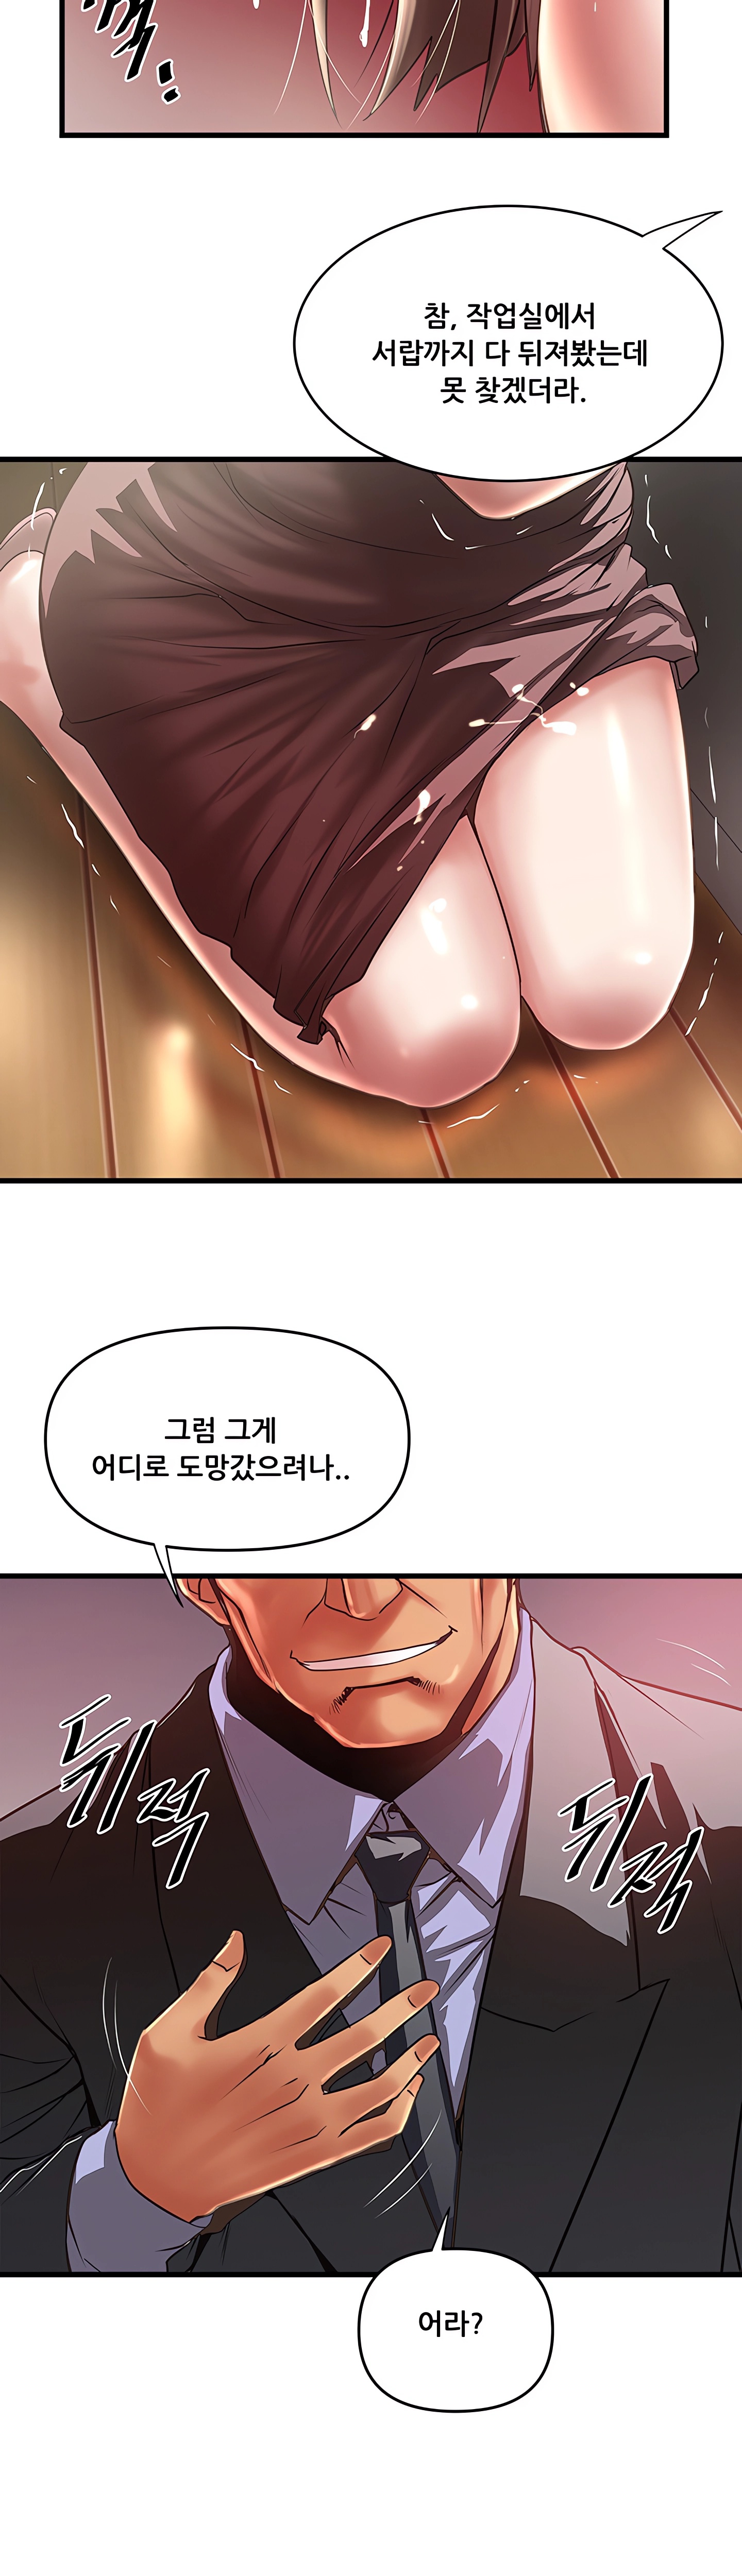 참, 작업실에서
서랍까지 다 뒤져봤는데
못 찾겠더라.
그럼 그게
어디로 도망갔으려나..
뒤적
뒤적
어라?